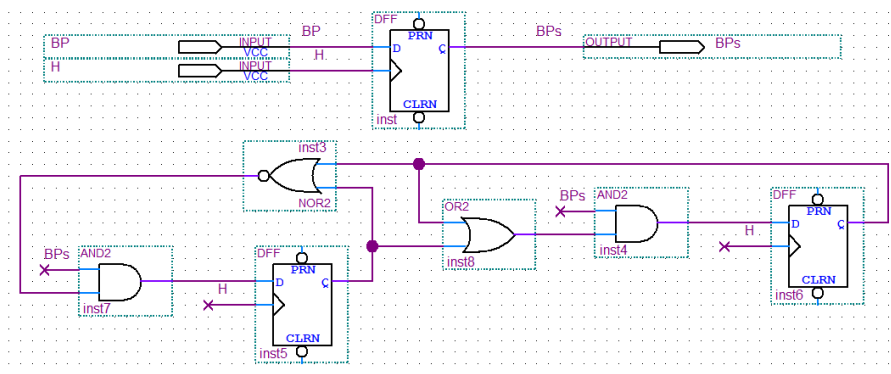 DFF
BP
BP INPUT VCC
PRN
D Q
BPs
OUTPUT BPs
H INPUT VCC
H
CLRN
inst
inst3
NOR2
OR2
inst8
BPs
AND2
inst4
DFF
PRN
H
D Q
CLRN
inst6
BPs
AND2
inst7
DFF
PRN
H
D Q
CLRN
inst5